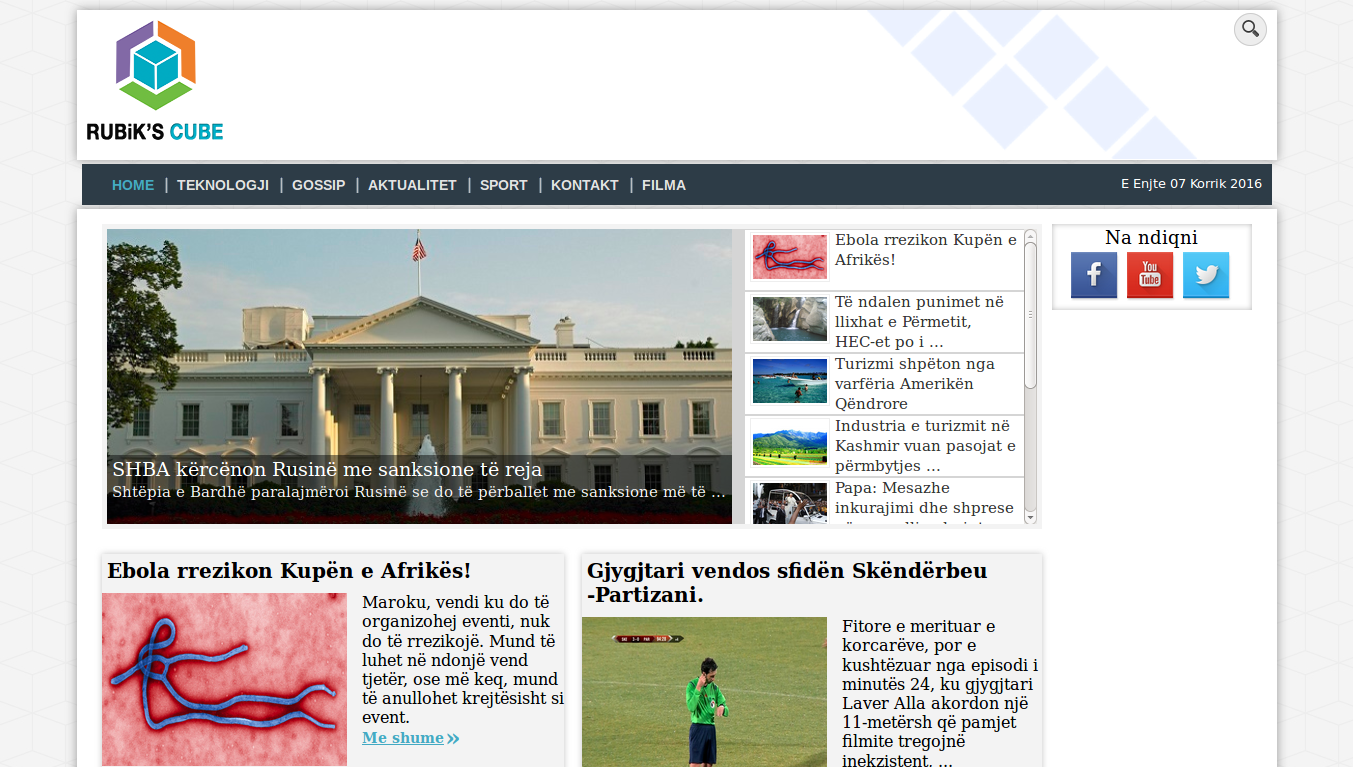 RUBiK'S CUBE
HOME | TEKNOLOGJI | GOSSIP | AKTUALITET | SPORT | KONTAKT | FILMA
E Enjte 07 Korrik 2016
SHBA kërcënon Rusinë me sanksione të reja
Shtëpia e Bardhë paralajmëroi Rusinë se do të përballet me sanksione më të ...
Ebola rrezikon Kupën e
Afrikës!
Të ndalen punimet në
llixhat e Përmetit,
HEC-et po i ...
Turizmi shpëton nga
varfëria Amerikën
Qëndrore
Industria e turizmit në
Kashmir vuan pasojat e
përmbytjes ...
Papa: Mesazhe
inkurajimi dhe shprese
Na ndiqni
You
Tube
Ebola rrezikon Kupën e Afrikës!
Maroku, vendi ku do të
organizohej eventi, nuk
do të rrezikojë. Mund të
luhet në ndonjë vend
tjetër, ose më keq, mund
të anullohet krejtësisht si
event.
Me shume
Gjygjtari vendos sfidën Skëndërbeu
-Partizani.
Fitore e merituar e
korcarëve, por e
kushtëzuar nga episodi i
minutës 24, ku gjygjtari
Laver Alla akordon një
11-metërsh që pamjet
filmite tregojnë
inekzistent, ...